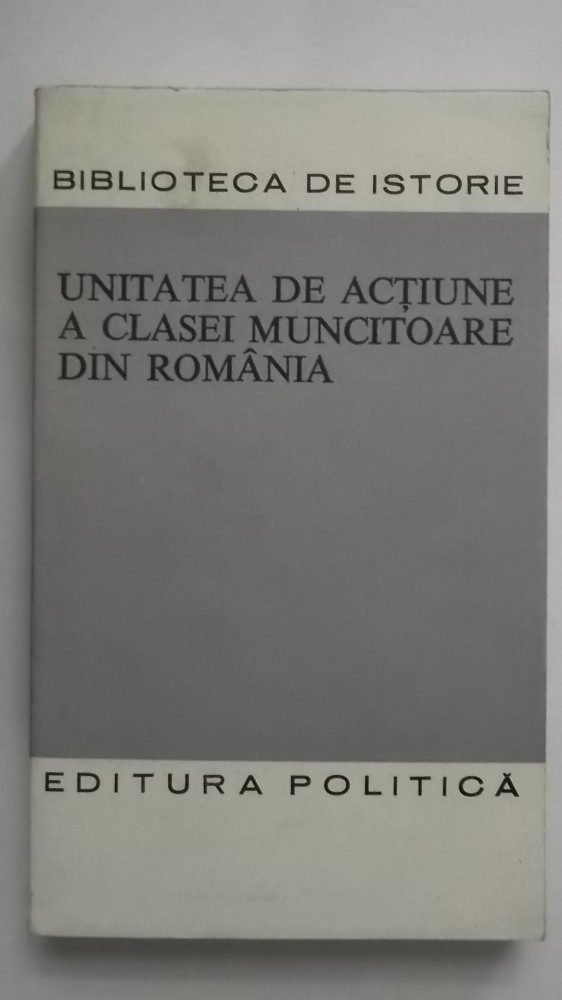 BIBLIOTECA DE ISTORIE
UNITATEA DE ACȚIUNE
A CLASEI MUNCITOARE
DIN ROMÂNIA
EDITURA POLITICĂ